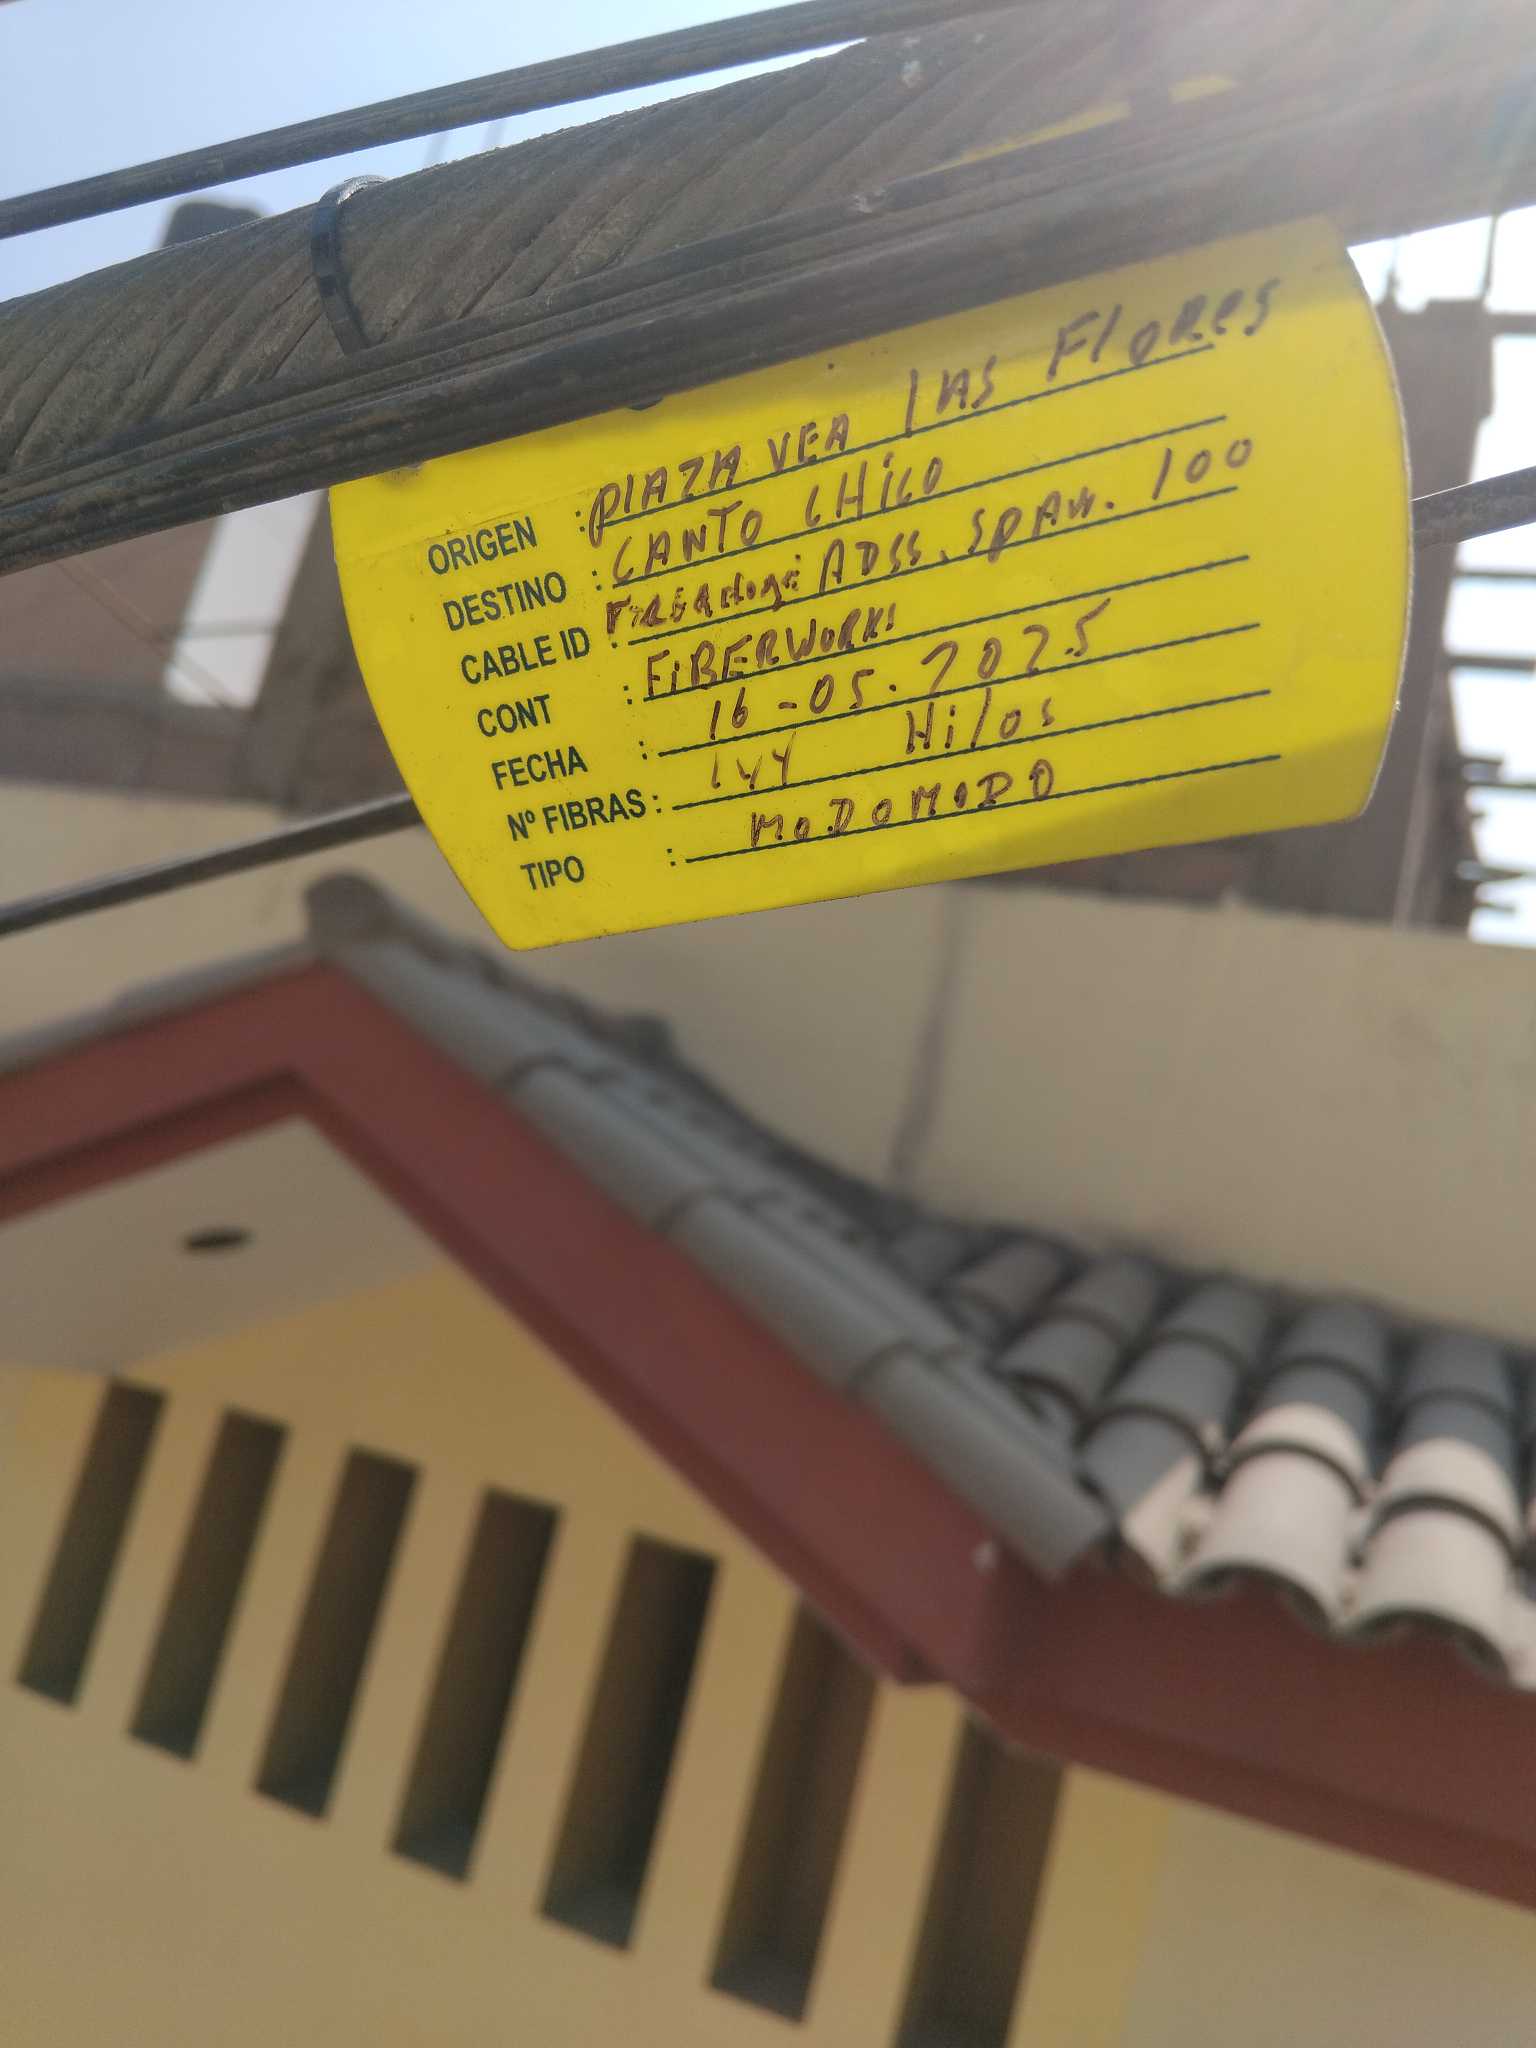 ORIGEN : PlAZA VEA lAS FlORES
DESTINO : CANTO CHiCO
CABLE ID : ADSS. SPAN. 100
CONT : FiBERWORKS
FECHA : 16-05.2025
Nº FIBRAS : 144 Hilos
TIPO : MODOMODO